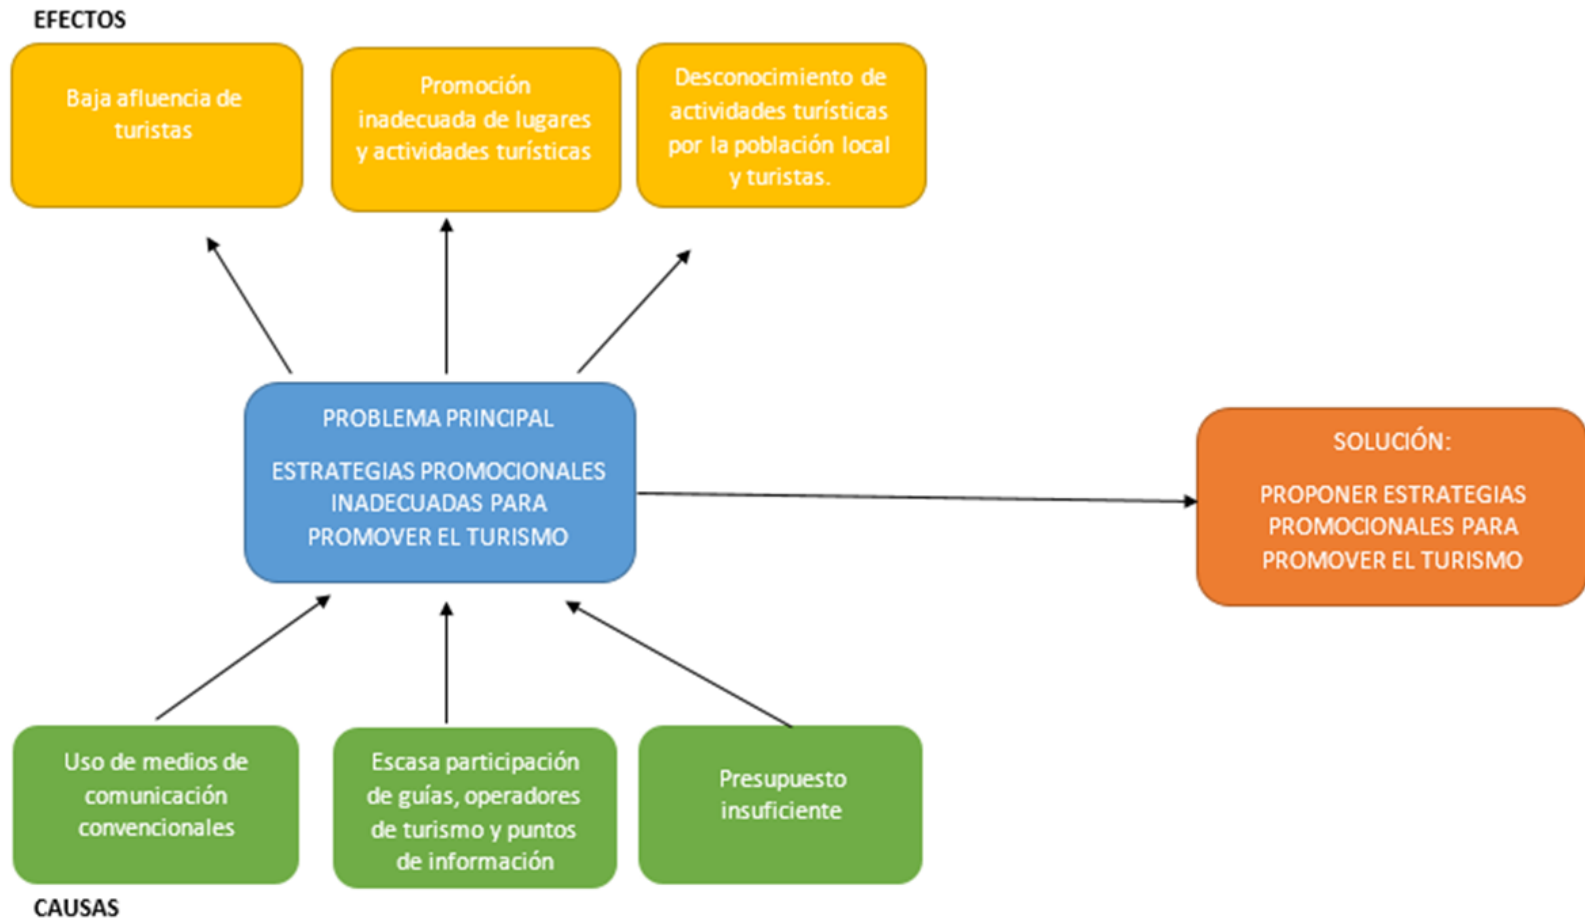 EFECTOS
Baja afluencia de
turistas
Promoción
inadecuada de lugares
y actividades turísticas
Desconocimiento de
actividades turísticas
por la población local
y turistas.
PROBLEMA PRINCIPAL
ESTRATEGIAS PROMOCIONALES
INADECUADAS PARA
PROMOVER EL TURISMO
SOLUCIÓN:
PROPONER ESTRATEGIAS
PROMOCIONALES PARA
PROMOVER EL TURISMO
Uso de medios de
comunicación
convencionales
Escasa participación
de guías, operadores
de turismo y puntos
de información
Presupuesto
insuficiente
CAUSAS